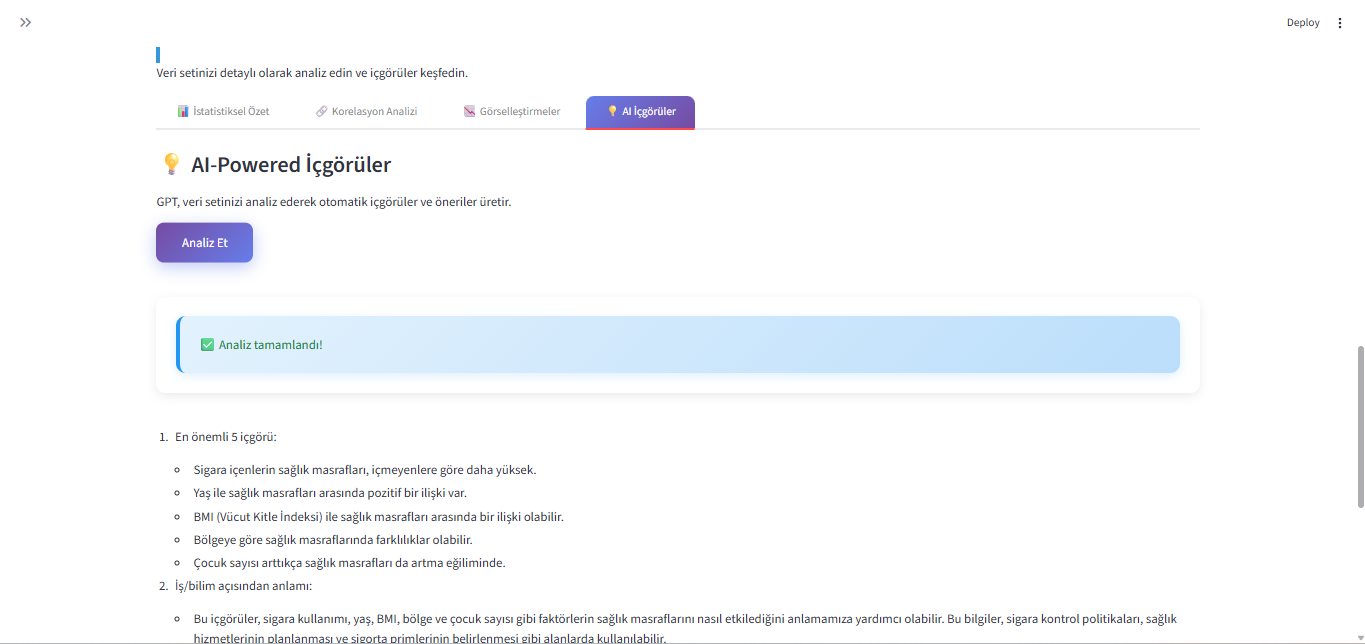 Deploy
Veri setinizi detaylı olarak analiz edin ve içgörüler keşfedin.
İstatistiksel Özet
Korelasyon Analizi
Görselleştirmeler
AI İçgörüler
AI-Powered İçgörüler
GPT, veri setinizi analiz ederek otomatik içgörüler ve öneriler üretir.
Analiz Et
Analiz tamamlandı!
1. En önemli 5 içgörü:
Sigara içenlerin sağlık masrafları, içmeyenlere göre daha yüksek.
Yaş ile sağlık masrafları arasında pozitif bir ilişki var.
BMI (Vücut Kitle İndeksi) ile sağlık masrafları arasında bir ilişki olabilir.
Bölgeye göre sağlık masraflarında farklılıklar olabilir.
Çocuk sayısı arttıkça sağlık masrafları da artma eğiliminde.
2. İş/bilim açısından anlamı:
Bu içgörüler, sigara kullanımı, yaş, BMI, bölge ve çocuk sayısı gibi faktörlerin sağlık masraflarını nasıl etkilediğini anlamamıza yardımcı olabilir. Bu bilgiler, sigara kontrol politikaları, sağlık
hizmetlerinin planlanması ve sigorta primlerinin belirlenmesi gibi alanlarda kullanılabilir.